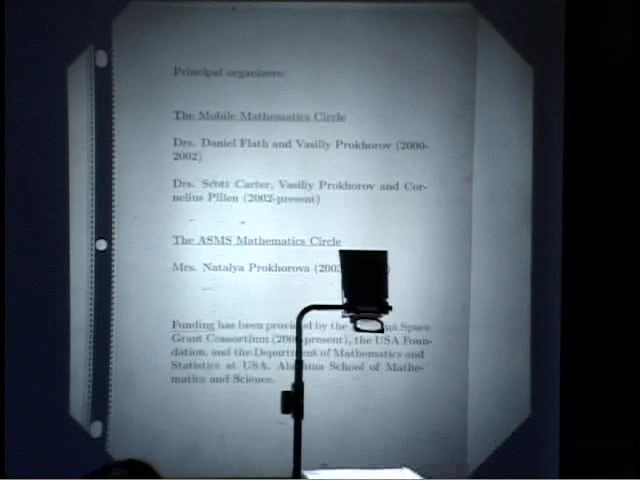 Principal organizers:
The Mobile Mathematics Circle
Drs. Daniel Flath and Vasiliy Prokhorov (2000-
2002)
Drs. Scott Carter, Vasiliy Prokhorov and Cor-
nelius Pillen (2002-present)
The ASMS Mathematics Circle
Mrs. Natalya Prokhorova
Funding has been provided by the Space
Grant Consortium present), the USA Foun-
dation, and the Department of Mathematics and
Statistics at USA, Alabama School of Mathe-
matics and Science.